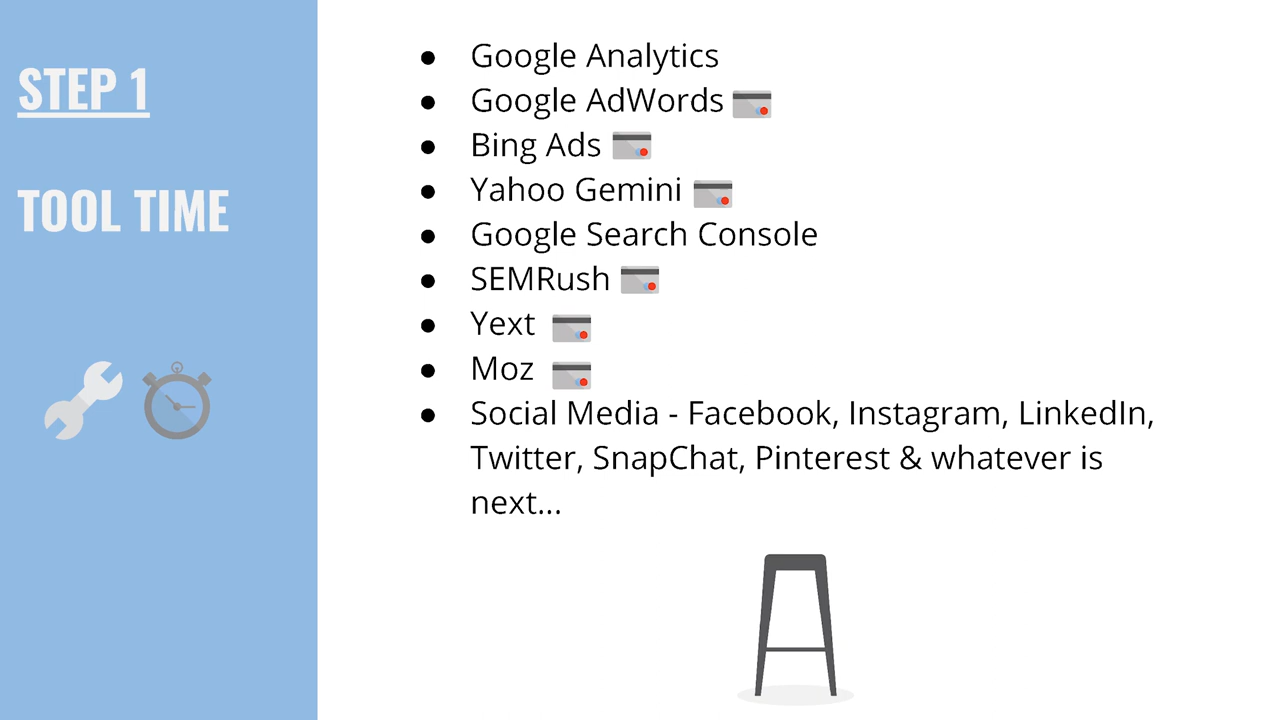 STEP 1
TOOL TIME
● Google Analytics
● Google AdWords
● Bing Ads
● Yahoo Gemini
● Google Search Console
● SEMRush
● Yext
● Moz
● Social Media - Facebook, Instagram, LinkedIn,
Twitter, SnapChat, Pinterest & whatever is
next...